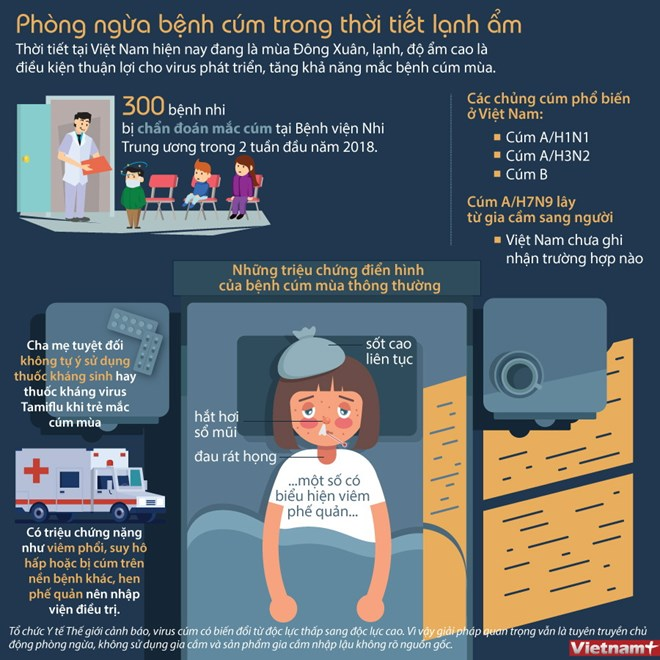 Phòng ngừa bệnh cúm trong thời tiết lạnh ẩm
Thời tiết tại Việt Nam hiện nay đang là mùa Đông Xuân, lạnh, độ ẩm cao là
điều kiện thuận lợi cho virus phát triển, tăng khả năng mắc bệnh cúm mùa.
300 bệnh nhi
bị chẩn đoán mắc cúm tại Bệnh viện Nhi
Trung ương trong 2 tuần đầu năm 2018.
Các chủng cúm phổ biến
ở Việt Nam:
Cúm A/H1N1
Cúm A/H3N2
Cúm B
Cúm A/H7N9 lây
từ gia cầm sang người
Việt Nam chưa ghi
nhận trường hợp nào
Những triệu chứng điển hình
của bệnh cúm mùa thông thường
sốt cao
liên tục
hắt hơi
sổ mũi
đau rát họng
...một số có
biểu hiện viêm
phế quản...
Cha mẹ tuyệt đối
không tự ý sử dụng
thuốc kháng sinh hay
thuốc kháng virus
Tamiflu khi trẻ mắc
cúm mùa
Có triệu chứng nặng
như viêm phổi, suy hô
hấp hoặc bị cúm trên
nền bệnh khác, hen
phế quản nên nhập
viện điều trị.
Tổ chức Y tế Thế giới cảnh báo, virus cúm có biến đổi từ độc lực thấp sang độc lực cao. Vì vậy giải pháp quan trọng vẫn là tuyên truyền chủ
động phòng ngừa, không sử dụng gia cầm và sản phẩm gia cầm nhập lậu không rõ nguồn gốc.
Vietnam+